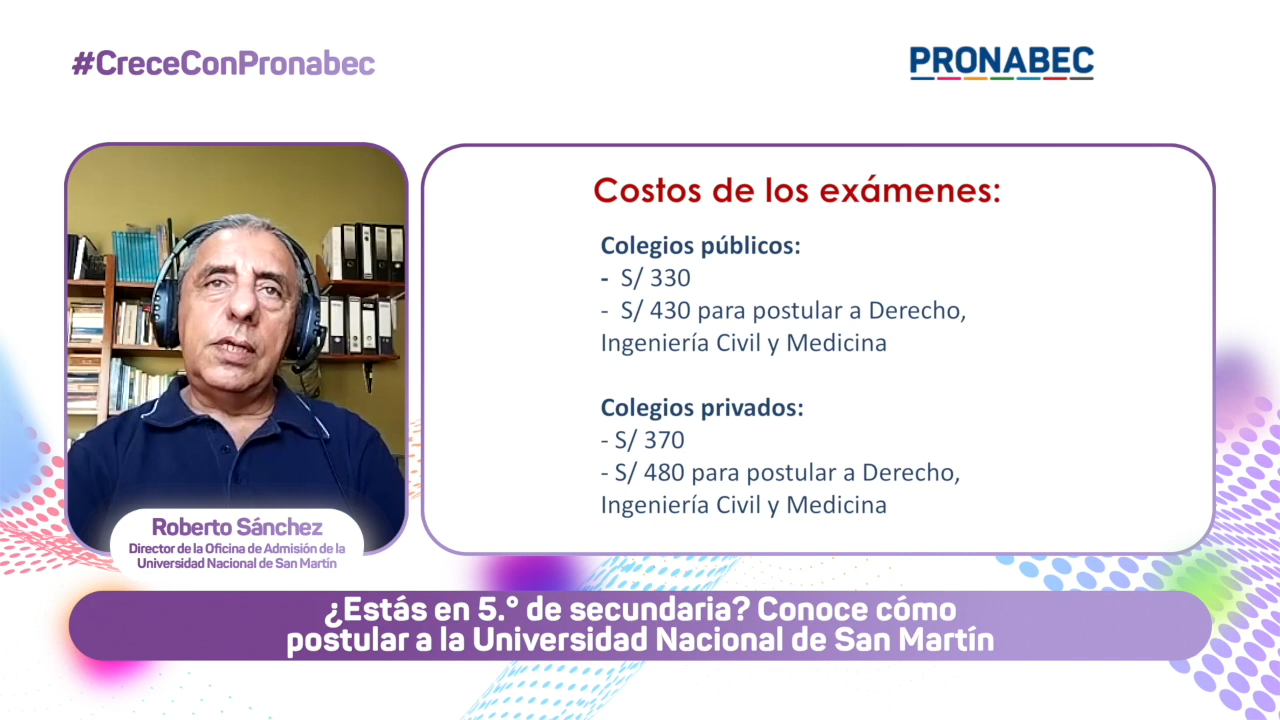 #CreceConPronabec
PRONABEC
Costos de los exámenes:
Colegios públicos:
- S/ 330
- S/ 430 para postular a Derecho,
Ingeniería Civil y Medicina
Colegios privados:
- S/ 370
- S/ 480 para postular a Derecho,
Ingeniería Civil y Medicina
Roberto Sánchez
Director de la Oficina de Admisión de la
Universidad Nacional de San Martín
¿Estás en 5.° de secundaria? Conoce cómo
postular a la Universidad Nacional de San Martín